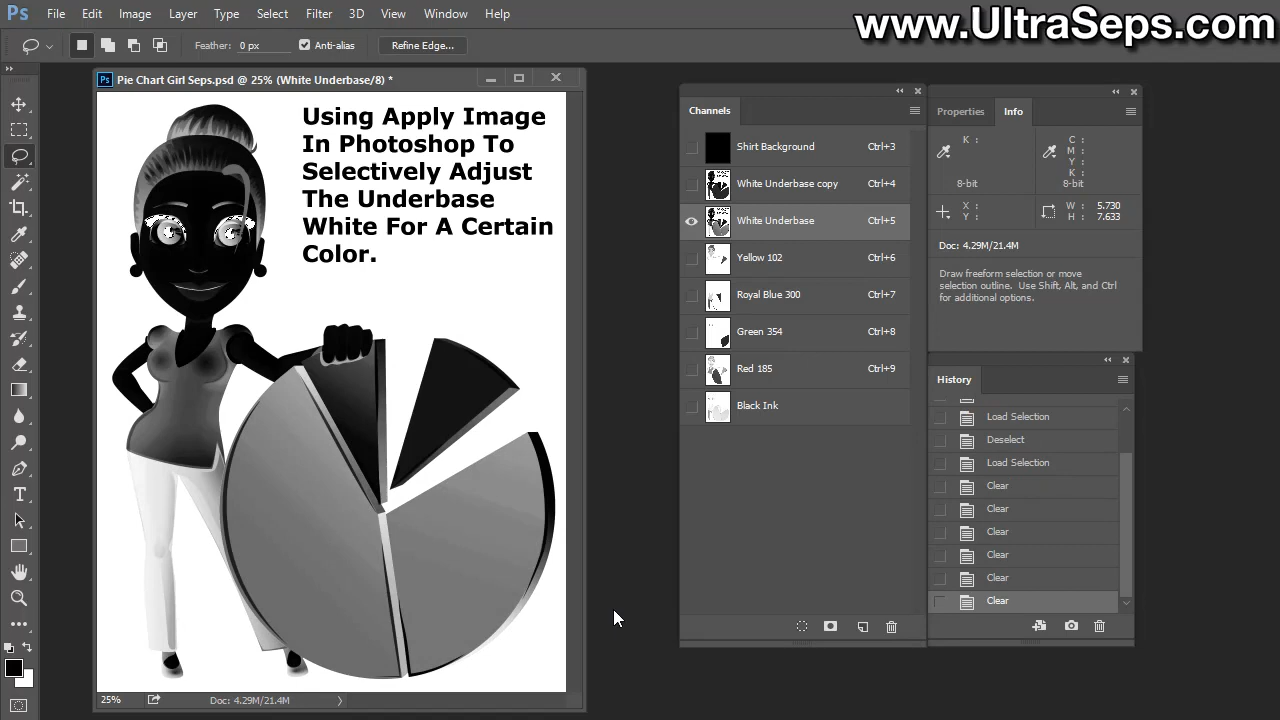 Ps File Edit Image Layer Type Select Filter 3D View Window Help
www.UltraSeps.com
Feather: 0 px Anti-alias Refine Edge...
Pie Chart Girl Seps.psd @ 25% (White Underbase/8) *
Using Apply Image
In Photoshop To
Selectively Adjust
The Underbase
White For A Certain
Color.
25% Doc: 4.29M/21.4M
Channels
Shirt Background Ctrl+3
White Underbase copy Ctrl+4
White Underbase Ctrl+5
Yellow 102 Ctrl+6
Royal Blue 300 Ctrl+7
Green 354 Ctrl+8
Red 185 Ctrl+9
Black Ink
Properties Info
K : C :
M :
Y :
K :
8-bit 8-bit
X : W : 5.730
Y : H : 7.633
Doc: 4.29M/21.4M
Draw freeform selection or move
selection outline. Use Shift, Alt, and Ctrl
for additional options.
History
Load Selection
Deselect
Load Selection
Clear
Clear
Clear
Clear
Clear
Clear